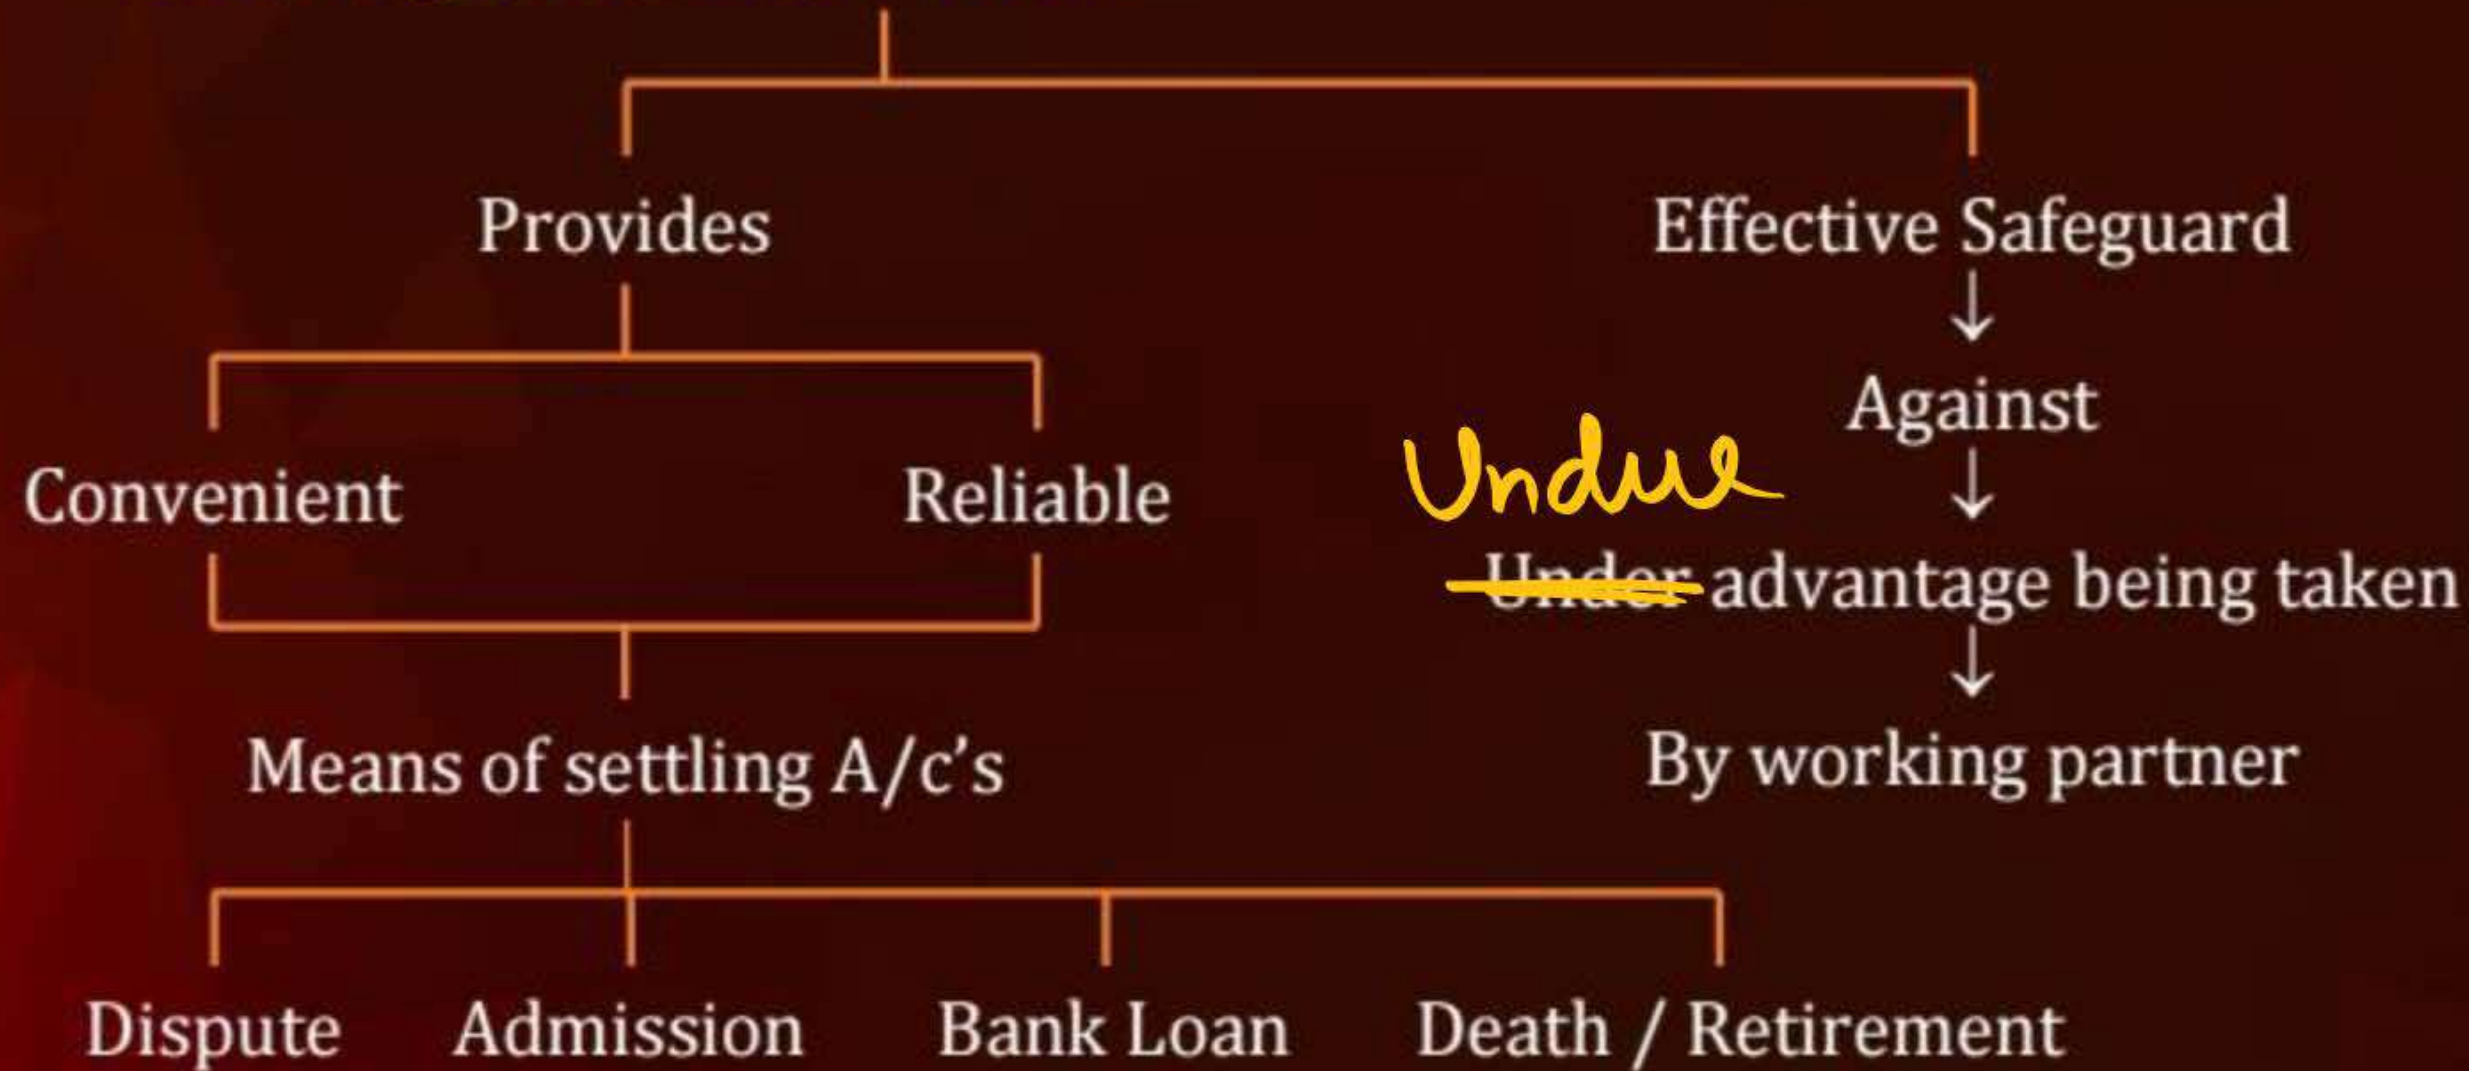 Provides
Effective Safeguard
Against
Convenient
Reliable
Undue
Under advantage being taken
By working partner
Means of settling A/c's
Dispute
Admission
Bank Loan
Death / Retirement